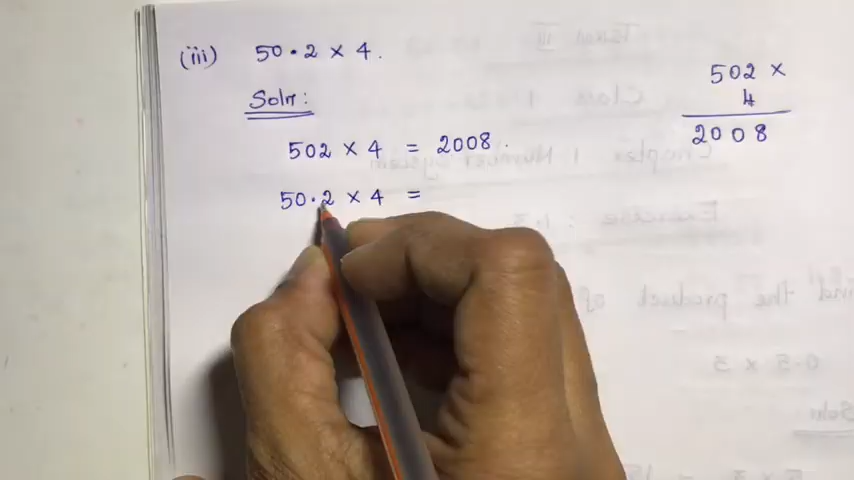 (iii) 50·2 × 4.
Soln:
502 × 4 = 2008.
50·2 × 4 =
502 ×
4
2008